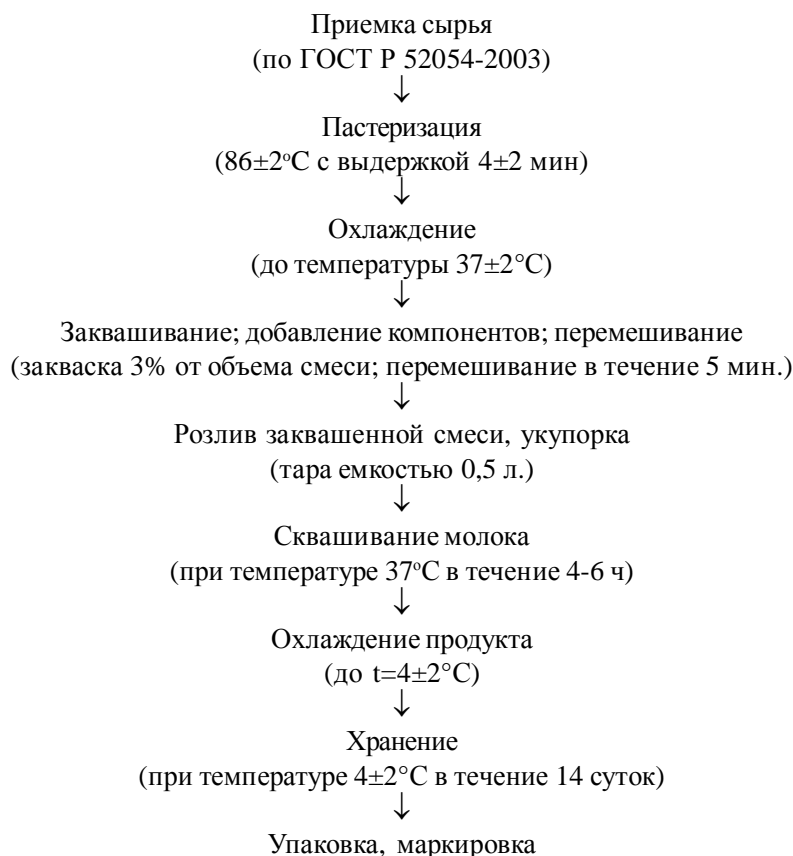 Приемка сырья
(по ГОСТ Р 52054-2003)
↓
Пастеризация
(86±2°С с выдержкой 4±2 мин)
↓
Охлаждение
(до температуры 37±2°С)
↓
Заквашивание; добавление компонентов; перемешивание
(закваска 3% от объема смеси; перемешивание в течение 5 мин.)
↓
Розлив заквашенной смеси, укупорка
(тара емкостью 0,5 л.)
↓
Сквашивание молока
(при температуре 37°С в течение 4-6 ч)
↓
Охлаждение продукта
(до t=4±2°С)
↓
Хранение
(при температуре 4±2°С в течение 14 суток)
↓
Упаковка, маркировка